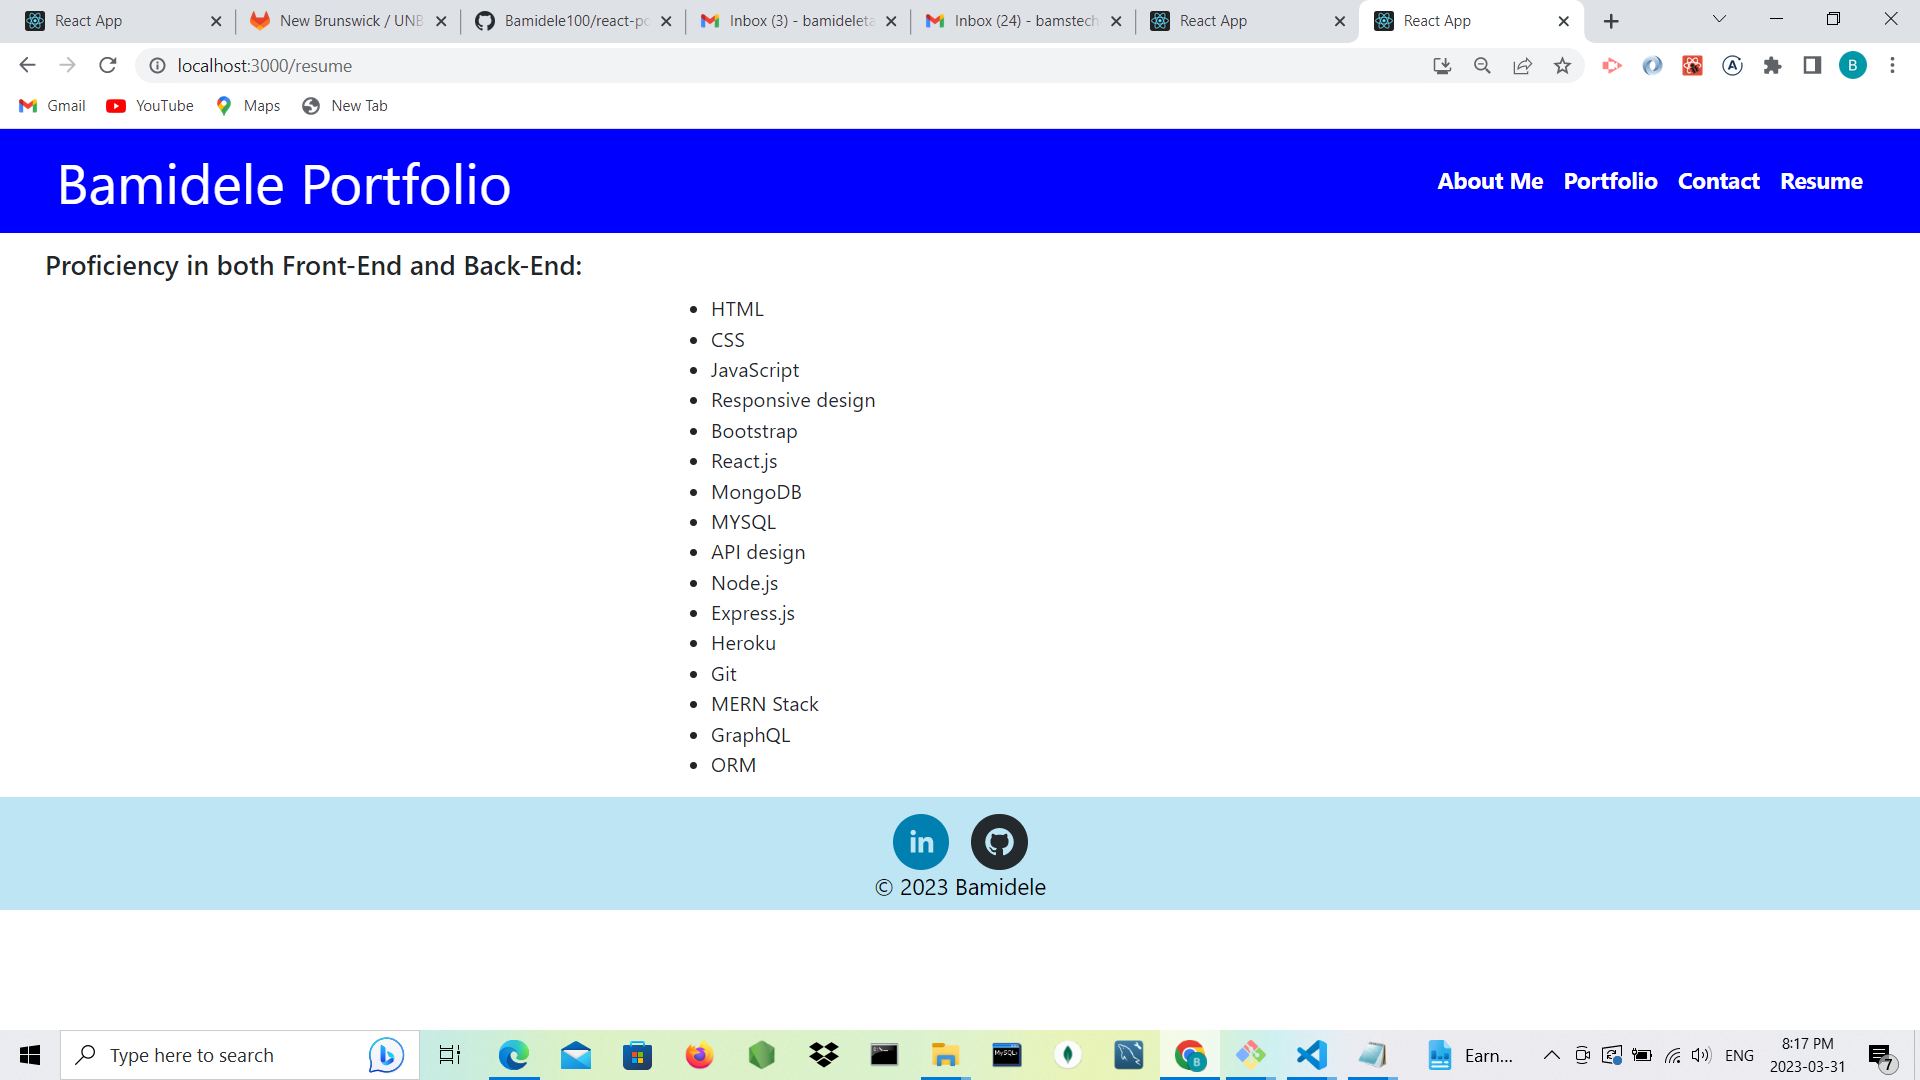 React App
New Brunswick / UNB
Bamidele100/react-po
Inbox (3) - bamideleta
Inbox (24) - bamstech
React App
React App
localhost:3000/resume
B
Gmail
YouTube
Maps
New Tab
Bamidele Portfolio
About Me
Portfolio
Contact
Resume
Proficiency in both Front-End and Back-End:
HTML
CSS
JavaScript
Responsive design
Bootstrap
React.js
MongoDB
MYSQL
API design
Node.js
Express.js
Heroku
Git
MERN Stack
GraphQL
ORM
in
© 2023 Bamidele
Type here to search
Earn...
ENG
8:17 PM
2023-03-31
7